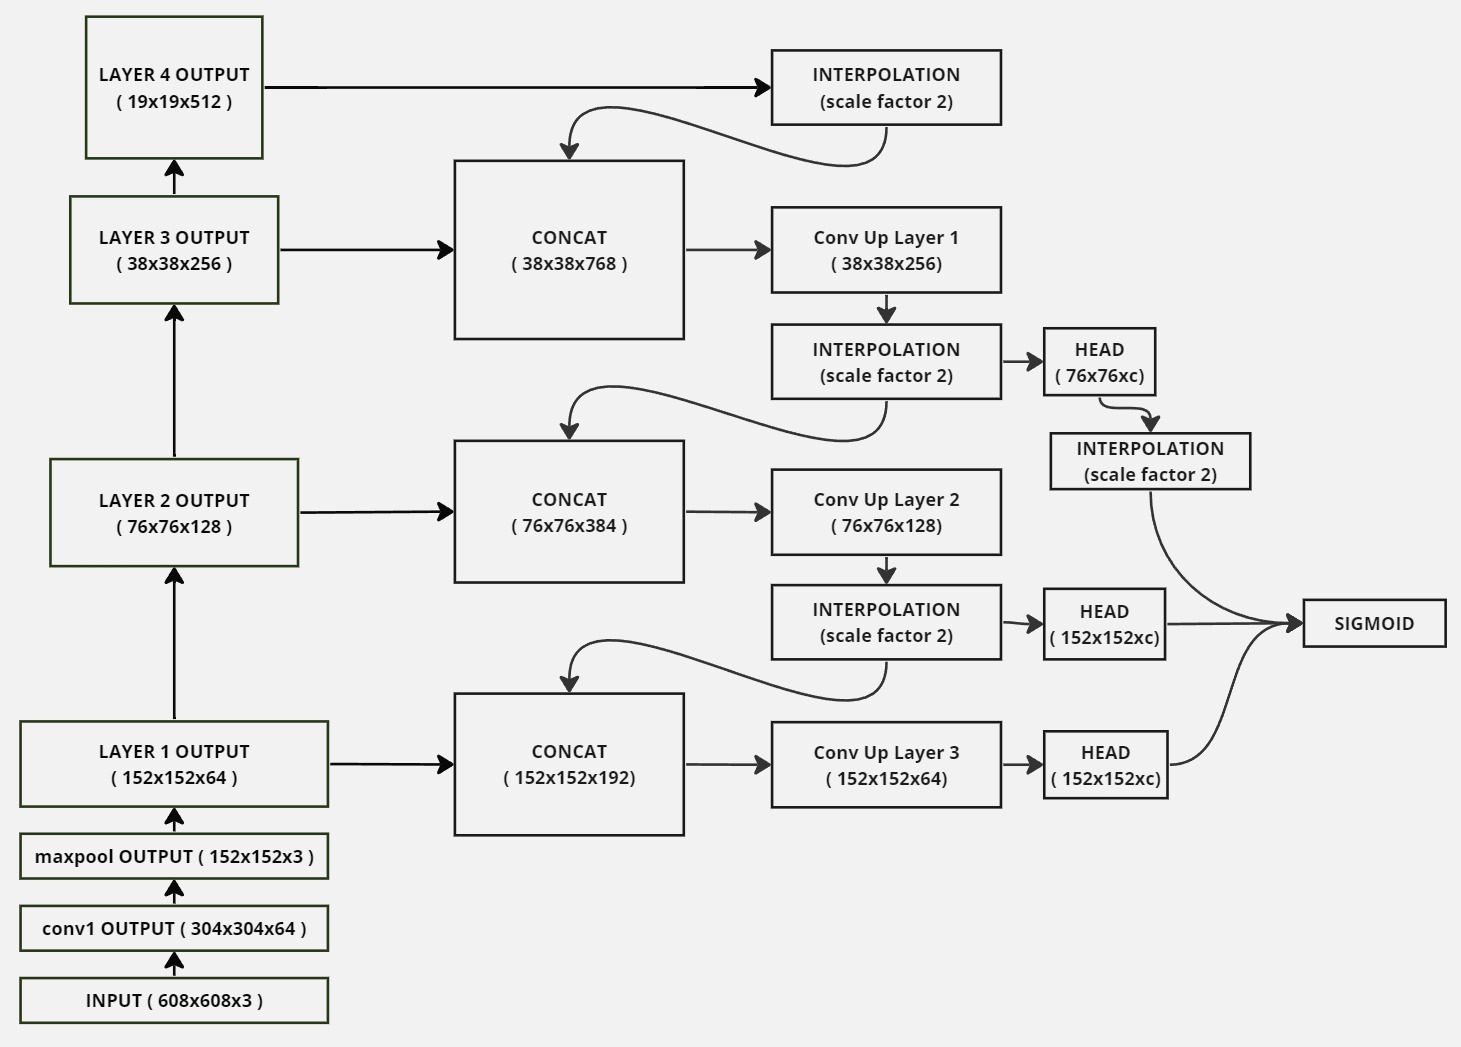 LAYER 4 OUTPUT
( 19x19x512 )
INTERPOLATION
(scale factor 2)
LAYER 3 OUTPUT
( 38x38x256 )
CONCAT
( 38x38x768 )
Conv Up Layer 1
( 38x38x256)
INTERPOLATION
(scale factor 2)
HEAD
( 76x76xc)
INTERPOLATION
(scale factor 2)
LAYER 2 OUTPUT
( 76x76x128 )
CONCAT
( 76x76x384 )
Conv Up Layer 2
( 76x76x128)
INTERPOLATION
(scale factor 2)
HEAD
( 152x152xc)
SIGMOID
LAYER 1 OUTPUT
( 152x152x64 )
CONCAT
( 152x152x192)
Conv Up Layer 3
( 152x152x64)
HEAD
( 152x152xc)
maxpool OUTPUT ( 152x152x3 )
conv1 OUTPUT ( 304x304x64 )
INPUT ( 608x608x3 )